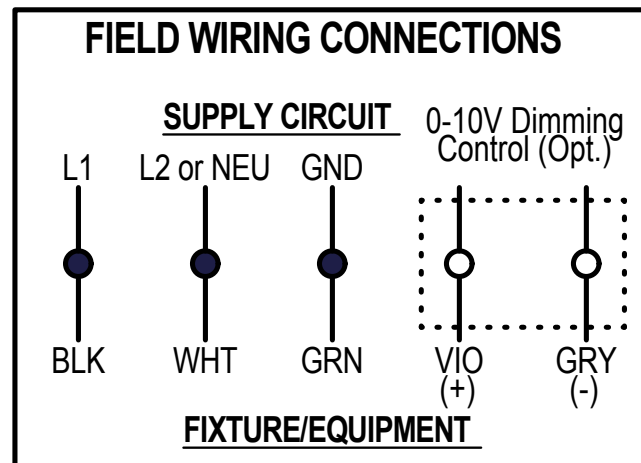 FIELD WIRING CONNECTIONS
SUPPLY CIRCUIT
0-10V Dimming
Control (Opt.)
L1 L2 or NEU GND
BLK WHT GRN VIO GRY
(+) (-)
FIXTURE/EQUIPMENT